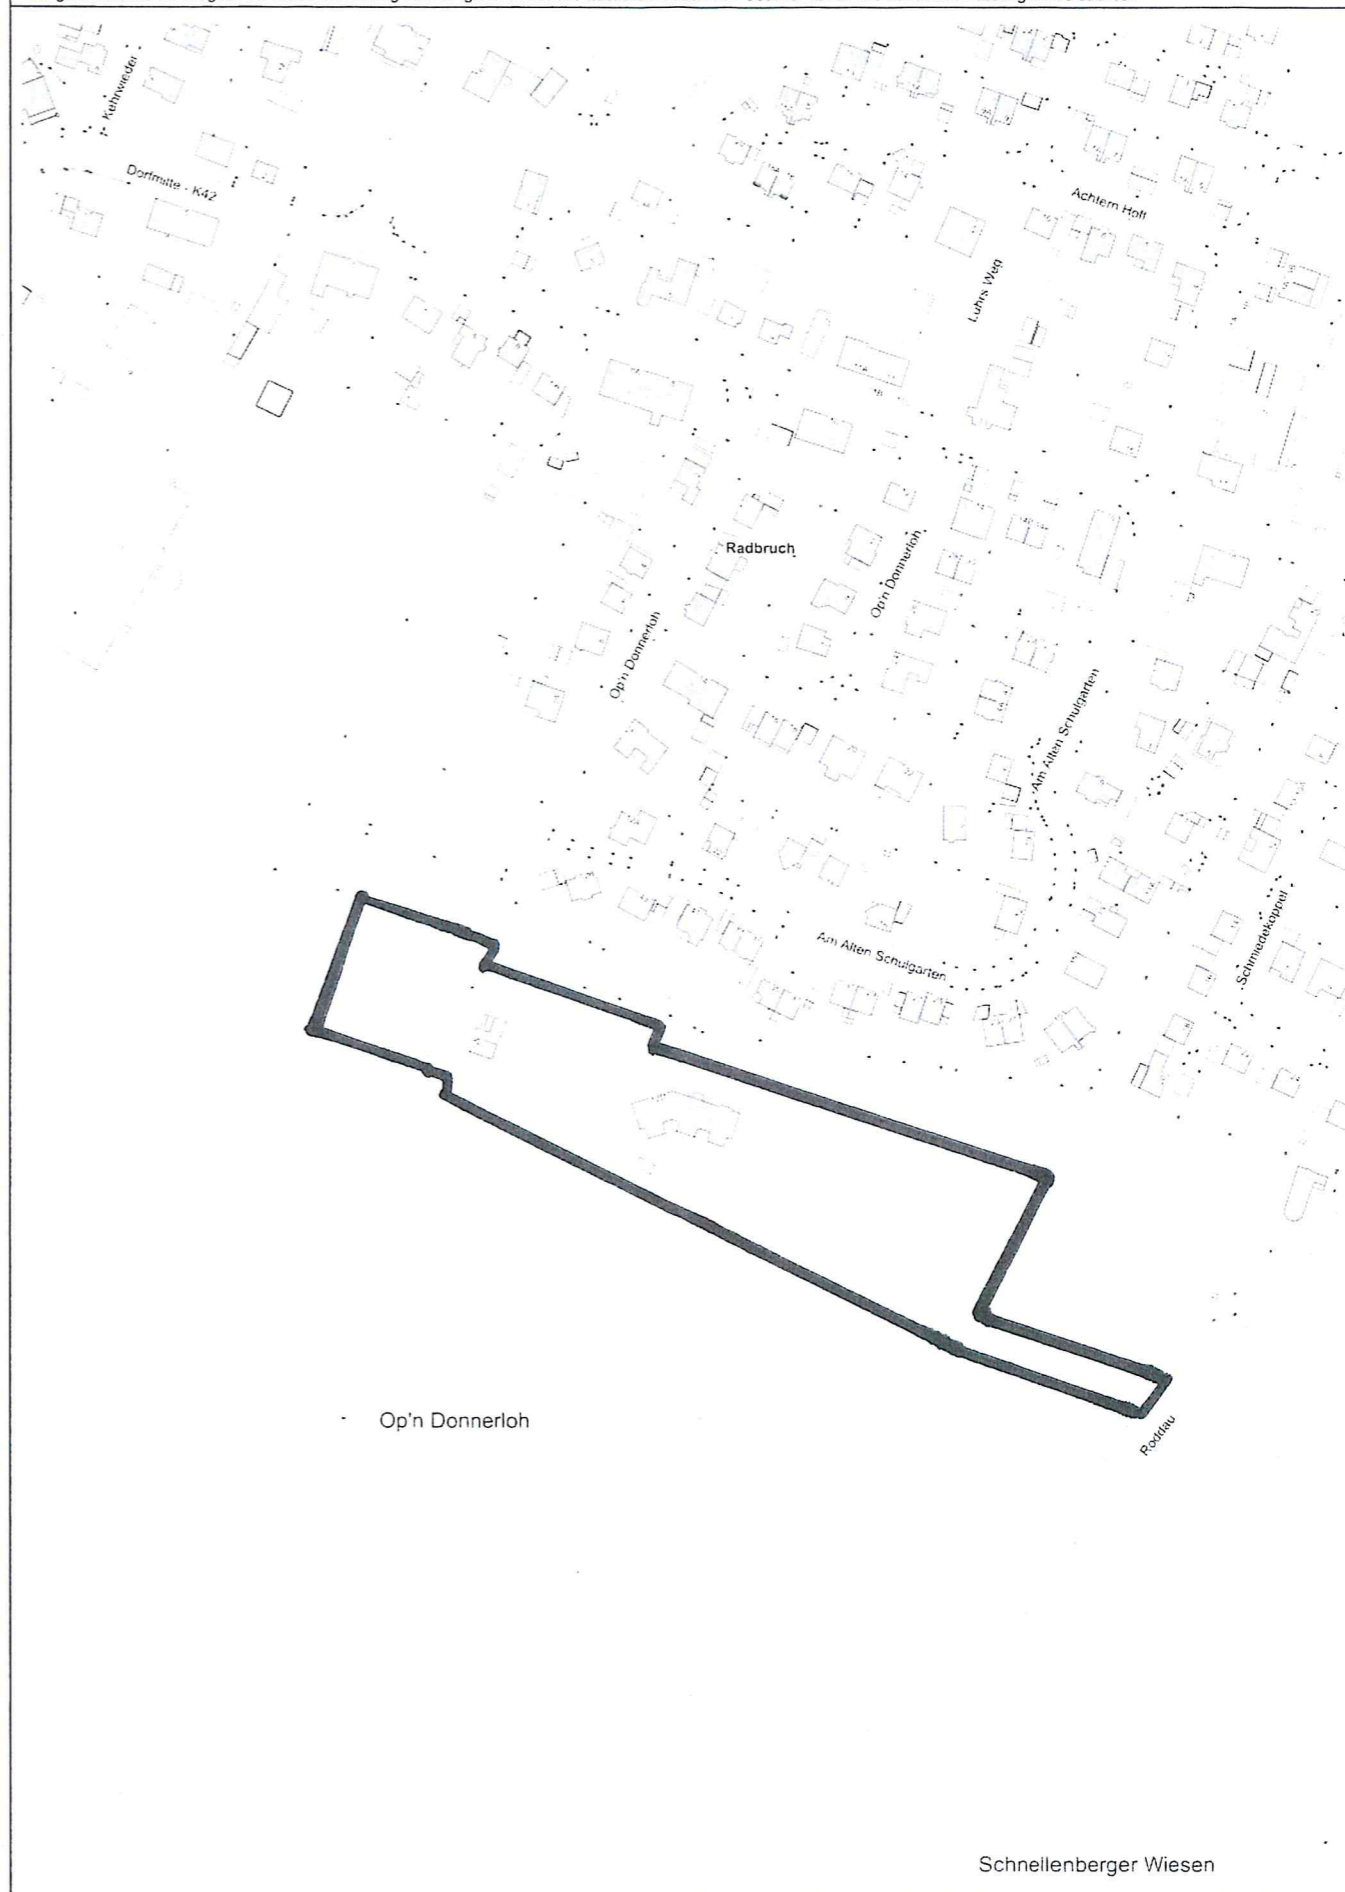 Kehrwieder
Dorfmitte - K42
Achtern Hoff
Lührs Weg
Radbruch
Op'n Donnerloh
Op'n Donnerloh
Am Alten Schulgarten
Am Alten Schulgarten
Schmiedekoppel
Op'n Donnerloh
Roddau
Schnellenberger Wiesen